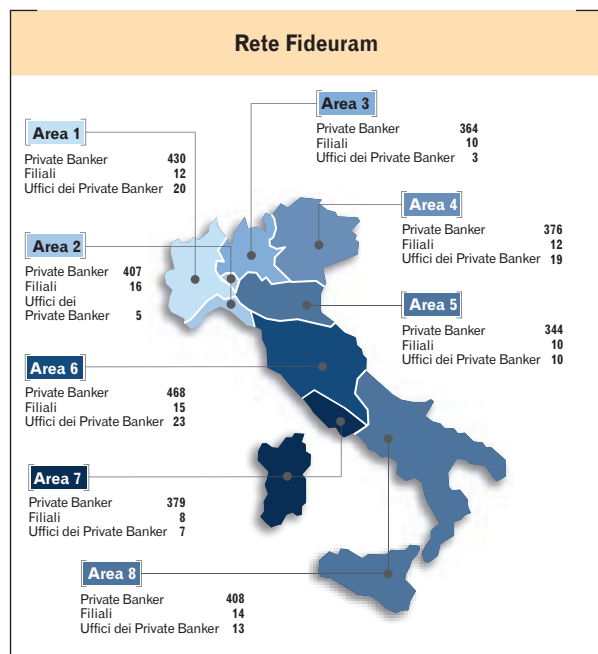 Rete Fideuram
Area 1
Private Banker 430
Filiali 12
Uffici dei Private Banker 20
Area 2
Private Banker 407
Filiali 16
Uffici dei
Private Banker 5
Area 3
Private Banker 364
Filiali 10
Uffici dei Private Banker 3
Area 4
Private Banker 376
Filiali 12
Uffici dei Private Banker 19
Area 5
Private Banker 344
Filiali 10
Uffici dei Private Banker 10
Area 6
Private Banker 468
Filiali 15
Uffici dei Private Banker 23
Area 7
Private Banker 379
Filiali 8
Uffici dei Private Banker 7
Area 8
Private Banker 408
Filiali 14
Uffici dei Private Banker 13